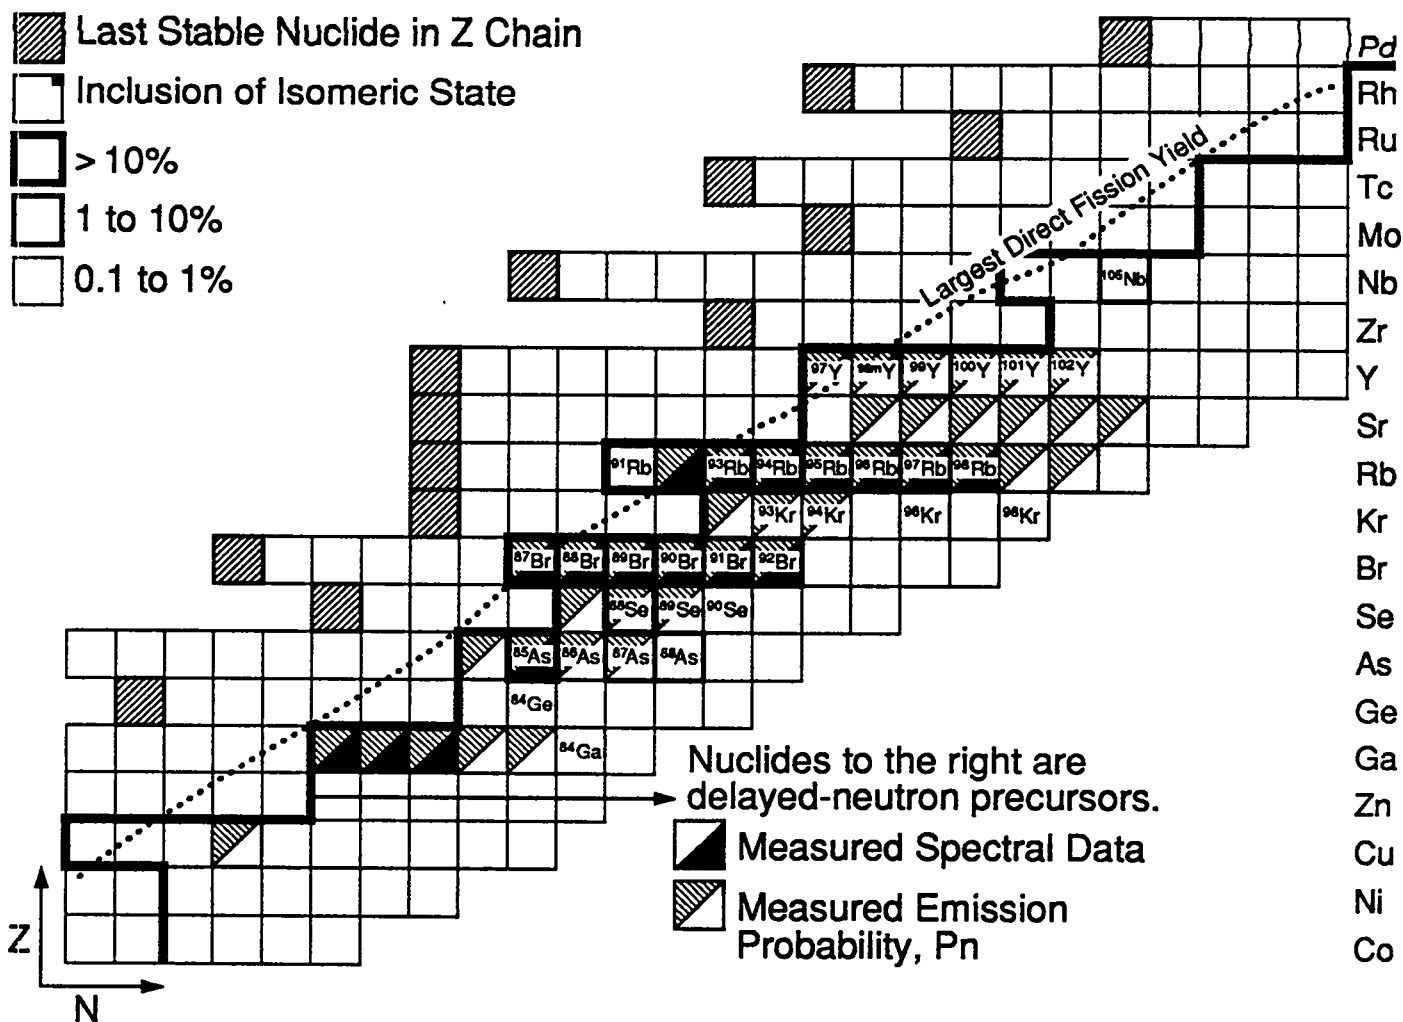 Last Stable Nuclide in Z Chain
Inclusion of Isomeric State
> 10%
1 to 10%
0.1 to 1%
Largest Direct Fission Yield
Pd
Rh
Ru
Tc
Mo
105Nb
Nb
Zr
97Y 98mY 99Y 100Y 101Y 102Y
Y
Sr
91Rb 93Rb 94Rb 95Rb 96Rb 97Rb 98Rb
Rb
93Kr 94Kr 96Kr 98Kr
Kr
87Br 88Br 89Br 90Br 91Br 92Br
Br
88Se 89Se 90Se
Se
85As 86As 87As 88As
As
84Ge
Ge
84Ga
Ga
Nuclides to the right are
delayed-neutron precursors.
Zn
Measured Spectral Data
Cu
Measured Emission
Probability, Pn
Ni
Co
Z
N